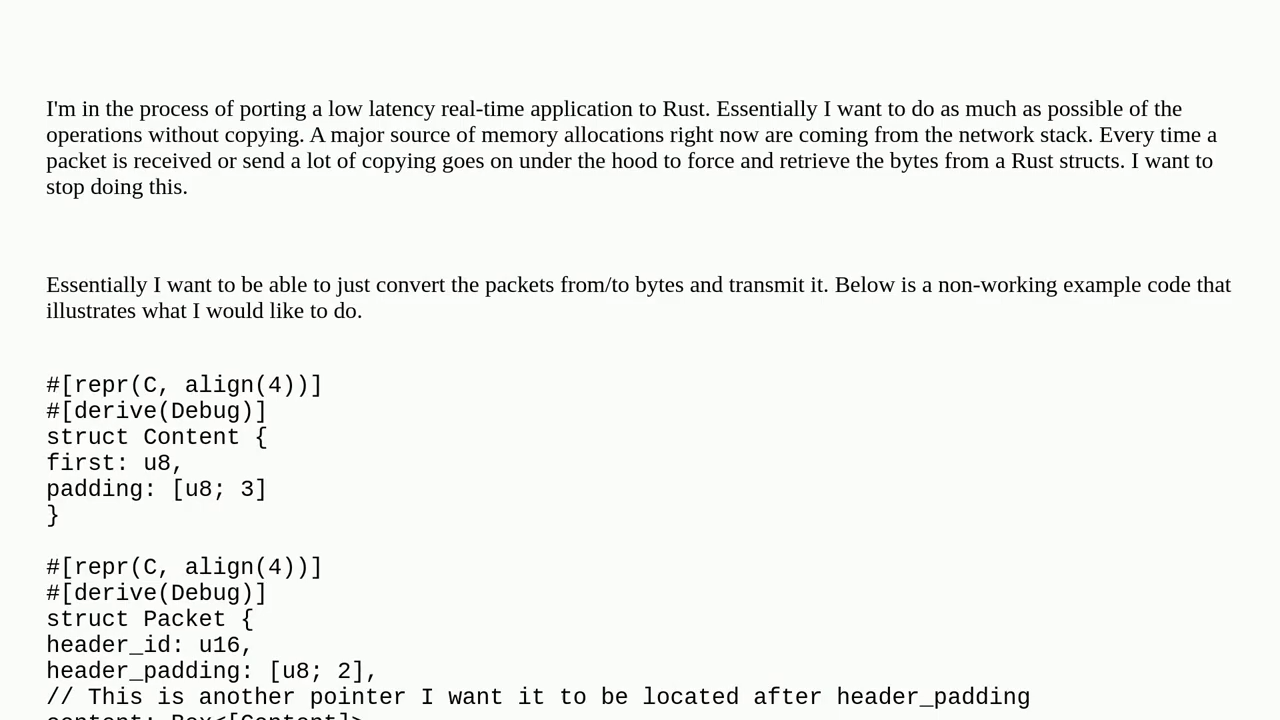 I'm in the process of porting a low latency real-time application to Rust. Essentially I want to do as much as possible of the
operations without copying. A major source of memory allocations right now are coming from the network stack. Every time a
packet is received or send a lot of copying goes on under the hood to force and retrieve the bytes from a Rust structs. I want to
stop doing this.
Essentially I want to be able to just convert the packets from/to bytes and transmit it. Below is a non-working example code that
illustrates what I would like to do.
#[repr(C, align(4))]
#[derive(Debug)]
struct Content {
first: u8,
padding: [u8; 3]
}
#[repr(C, align(4))]
#[derive(Debug)]
struct Packet {
header_id: u16,
header_padding: [u8; 2],
// This is another pointer I want it to be located after header_padding
content: Box<[Content]>